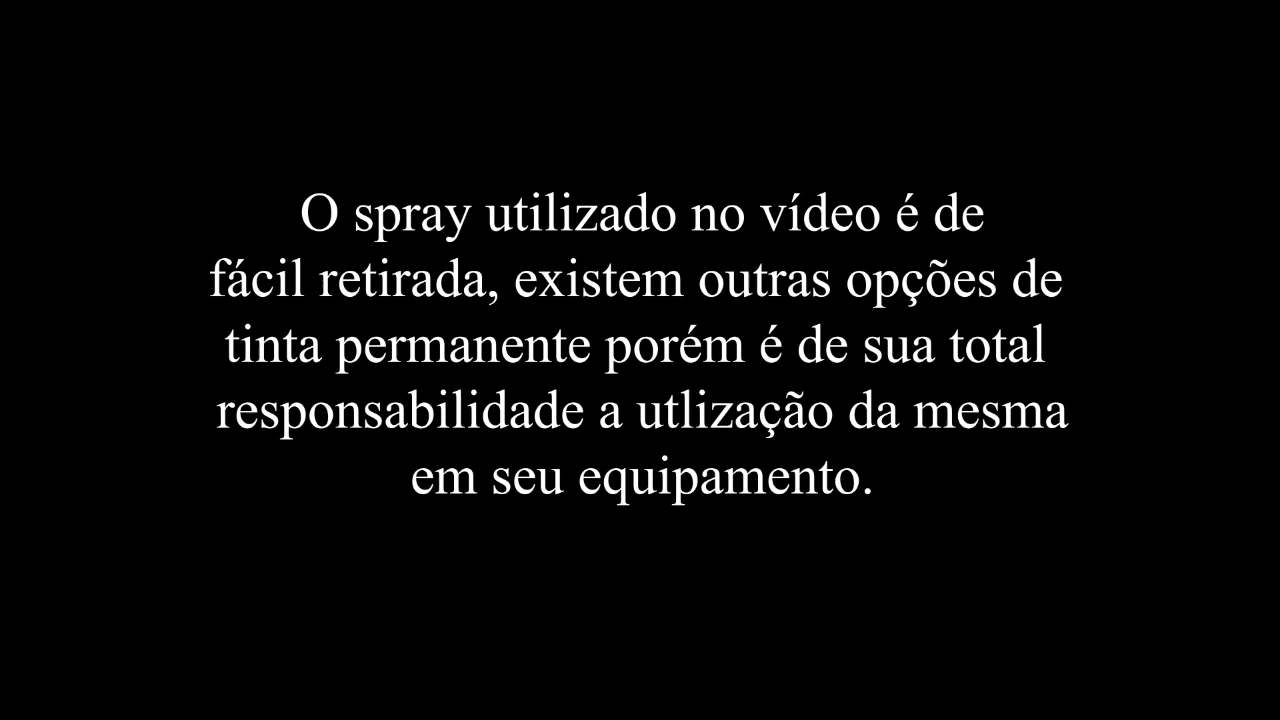 O spray utilizado no vídeo é de
fácil retirada, existem outras opções de
tinta permanente porém é de sua total
responsabilidade a utlização da mesma
em seu equipamento.